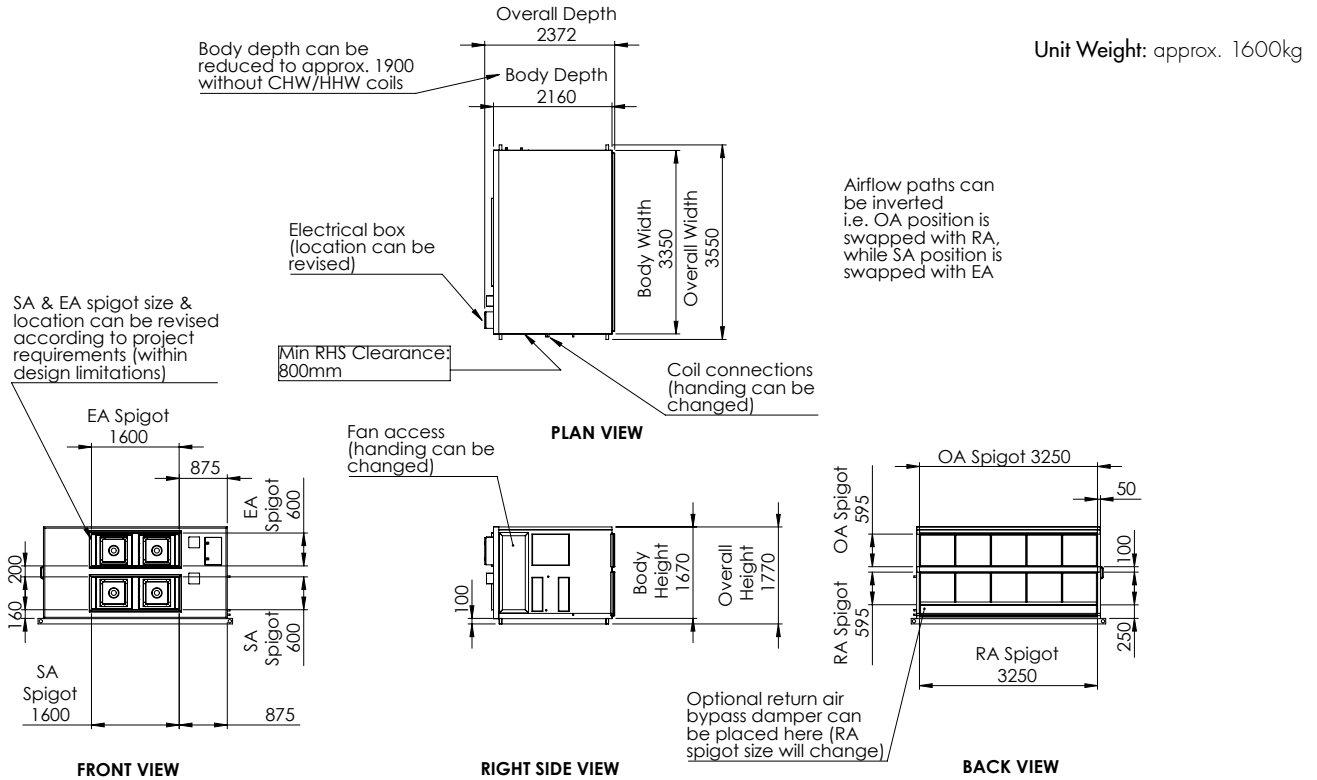 Overall Depth
2372
Body depth can be
reduced to approx. 1900
without CHW/HHW coils
Body Depth
2160
Unit Weight: approx. 1600kg
Electrical box
(location can be
revised)
Body Width
3350
Overall Width
3550
Airflow paths can
be inverted
i.e. OA position is
swapped with RA,
while SA position is
swapped with EA
SA & EA spigot size &
location can be revised
according to project
requirements (within
design limitations)
Min RHS Clearance:
800mm
Coil connections
(handing can be
changed)
PLAN VIEW
EA Spigot
1600
875
EA
Spigot
600
200
160
SA
Spigot
600
SA
Spigot
1600
875
FRONT VIEW
Fan access
(handing can be
changed)
100
Body
Height
1670
Overall
Height
1770
RIGHT SIDE VIEW
OA Spigot 3250
50
OA Spigot
595
100
RA Spigot
595
250
RA Spigot
3250
Optional return air
bypass damper can
be placed here (RA
spigot size will change)
BACK VIEW